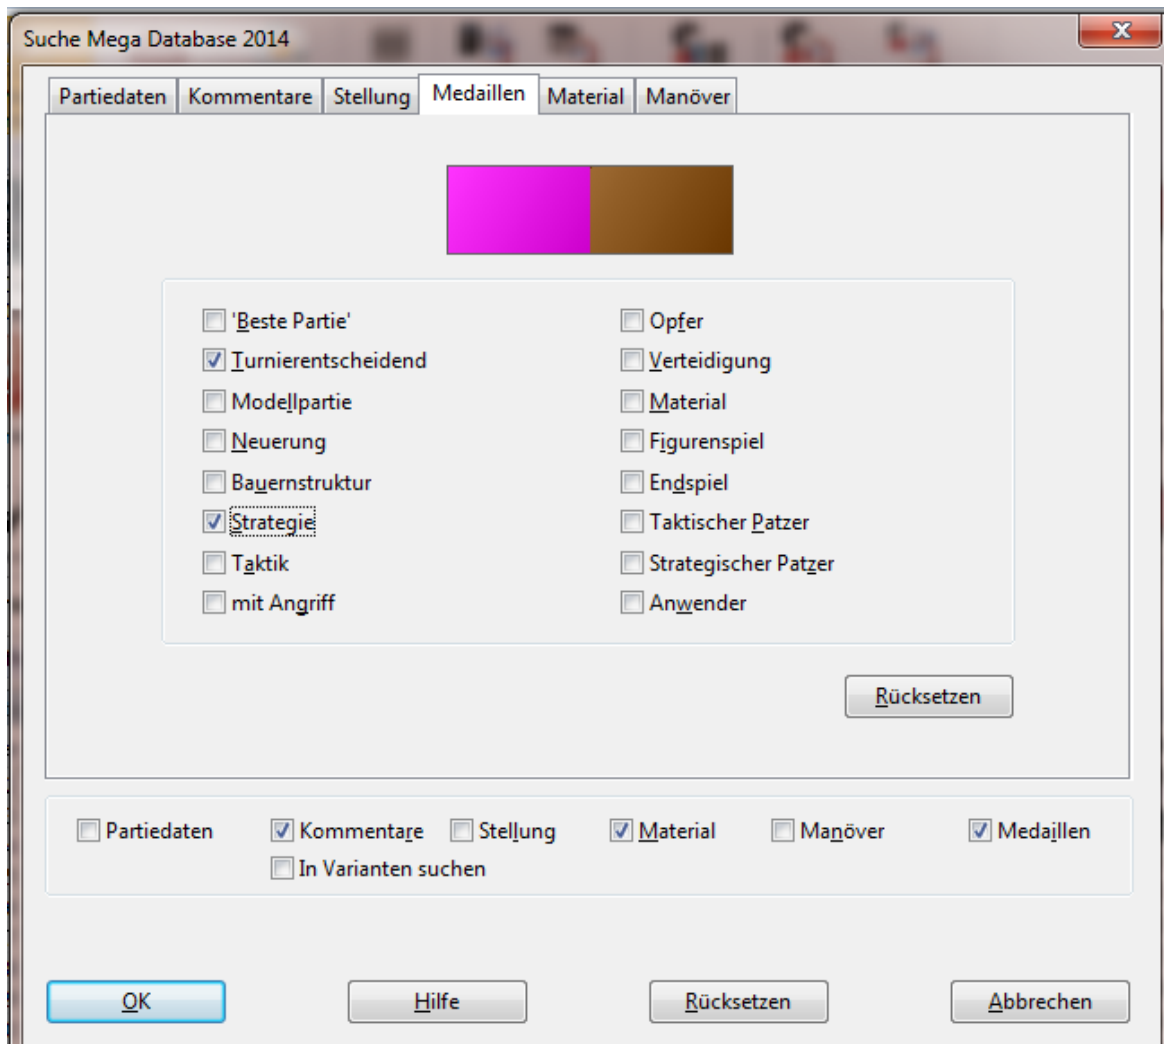 Suche Mega Database 2014
Partiedaten Kommentare Stellung Medaillen Material Manöver
'Beste Partie' Opfer
Turnierentscheidend Verteidigung
Modellpartie Material
Neuerung Figurenspiel
Bauernstruktur Endspiel
Strategie Taktischer Patzer
Taktik Strategischer Patzer
mit Angriff Anwender
Rücksetzen
Partiedaten Kommentare Stellung Material Manöver Medaillen
In Varianten suchen
OK Hilfe Rücksetzen Abbrechen